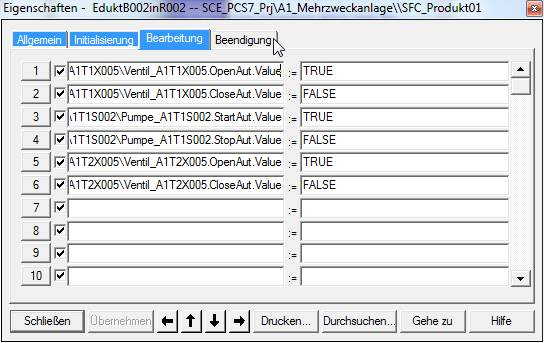 Eigenschaften - EduktB002inR002 -- SCE_PCS7_Prj\A1_Mehrzweckanlage\\SFC_Produkt01
Allgemein Initialisierung Bearbeitung Beendigung
1 A1T1X005\Ventil_A1T1X005.OpenAut.Value := TRUE
2 A1T1X005\Ventil_A1T1X005.CloseAut.Value := FALSE
3 \1T1S002\Pumpe_A1T1S002.StartAut.Value := TRUE
4 \1T1S002\Pumpe_A1T1S002.StopAut.Value := FALSE
5 A1T2X005\Ventil_A1T2X005.OpenAut.Value := TRUE
6 A1T2X005\Ventil_A1T2X005.CloseAut.Value := FALSE
7 :=
8 :=
9 :=
10 :=
Schließen Übernehmen Drucken... Durchsuchen... Gehe zu Hilfe